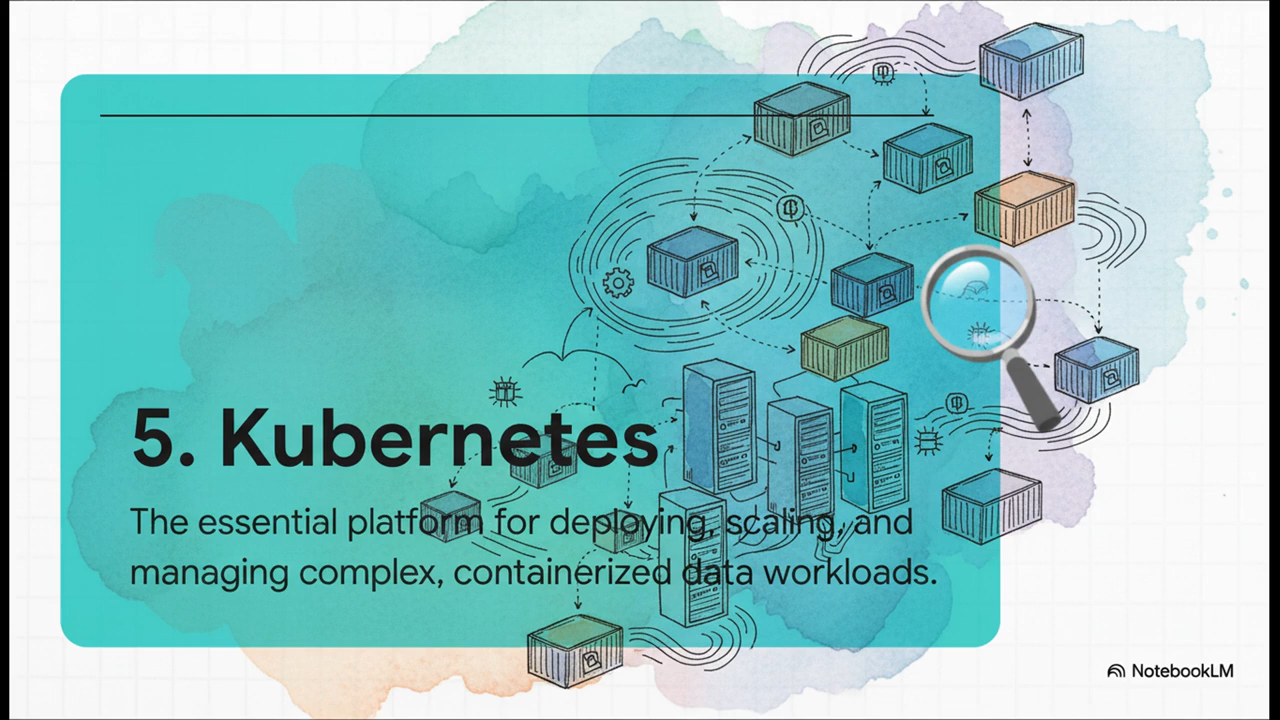 5. Kubernetes
The essential platform for deploying, scaling, and
managing complex, containerized data workloads.
NotebookLM